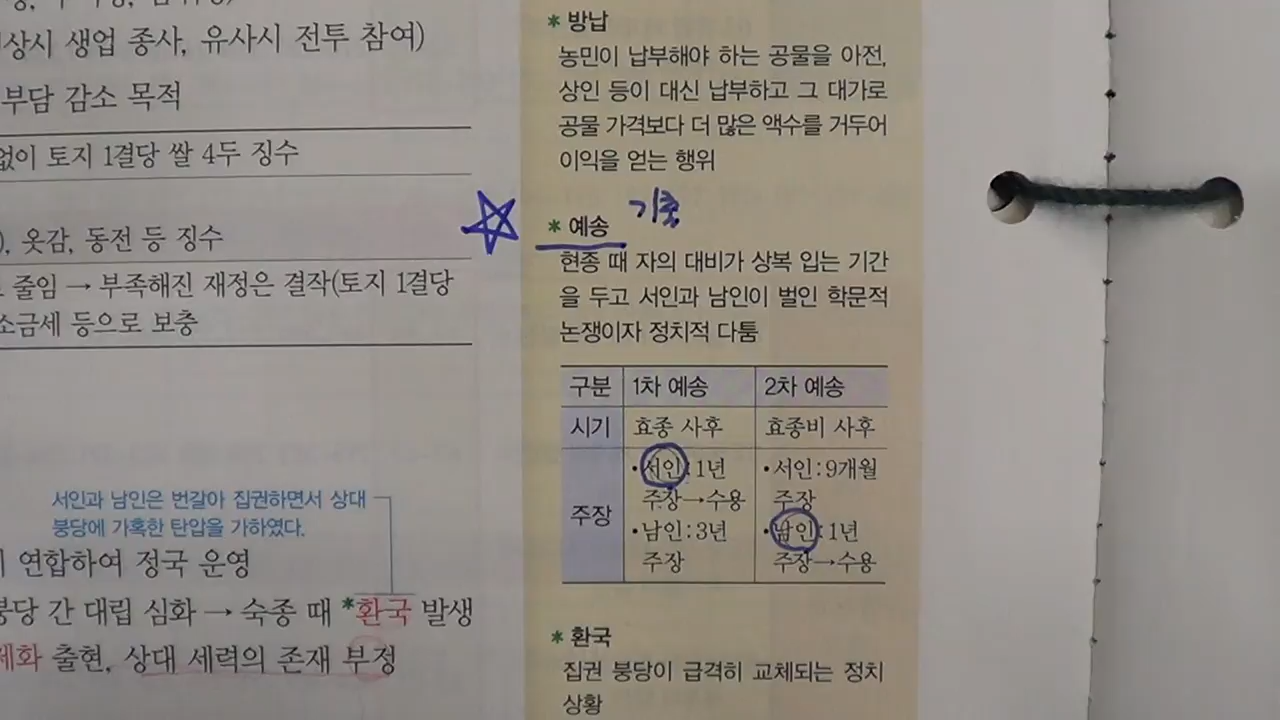 상시 생업 종사, 유사시 전투 참여)
부담 감소 목적
없이 토지 1결당 쌀 4두 징수
), 옷감, 동전 등 징수
줄임 → 부족해진 재정은 결작(토지 1결당
소금세 등으로 보충
서인과 남인은 번갈아 집권하면서 상대
붕당에 가혹한 탄압을 가하였다.
연합하여 정국 운영
붕당 간 대립 심화 → 숙종 때 *환국 발생
제화 출현, 상대 세력의 존재 부정
* 방납
농민이 납부해야 하는 공물을 아전,
상인 등이 대신 납부하고 그 대가로
공물 가격보다 더 많은 액수를 거두어
이익을 얻는 행위
기출
* 예송
현종 때 자의 대비가 상복 입는 기간
을 두고 서인과 남인이 벌인 학문적
논쟁이자 정치적 다툼
구분 1차 예송 2차 예송
시기 효종 사후 효종비 사후
주장
•서인:1년
주장→수용
•남인:3년
주장
•서인:9개월
주장
•남인:1년
주장→수용
* 환국
집권 붕당이 급격히 교체되는 정치
상황